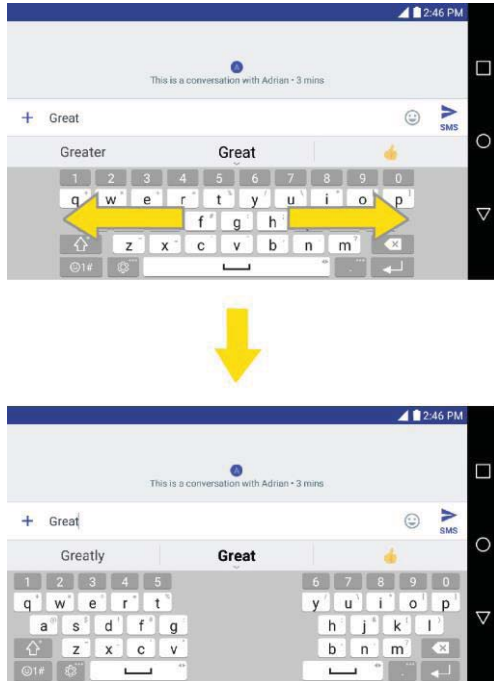 2:46 PM
A
This is a conversation with Adrian • 3 mins
+ Great
SMS
Greater Great
1 2 3 4 5 6 7 8 9 0
q w e r t y u i o p
f g h
z x c v b n m
1#
2:46 PM
A
This is a conversation with Adrian • 3 mins
+ Great
SMS
Greatly Great
1 2 3 4 5 6 7 8 9 0
q w e r t y u i o p
a s d f g h j k l
z x c v b n m
1#